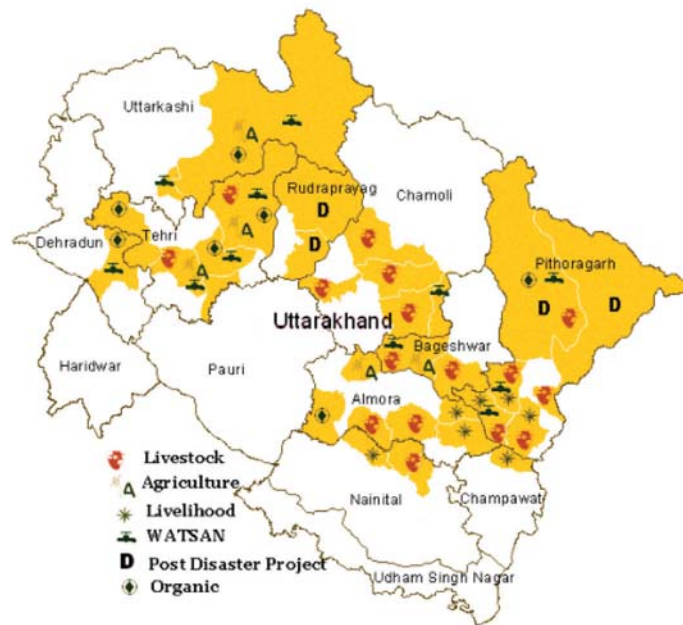 Uttarkashi
Rudraprayag
Chamoli
D
Dehradun
Tehri
D
Pithoragarh
D
D
Uttarakhand
Haridwar
Pauri
Bageshwar
Almora
Livestock
Agriculture
Livelihood
WATSAN
D Post Disaster Project
Organic
Nainital
Champawat
Udham Singh Nagar